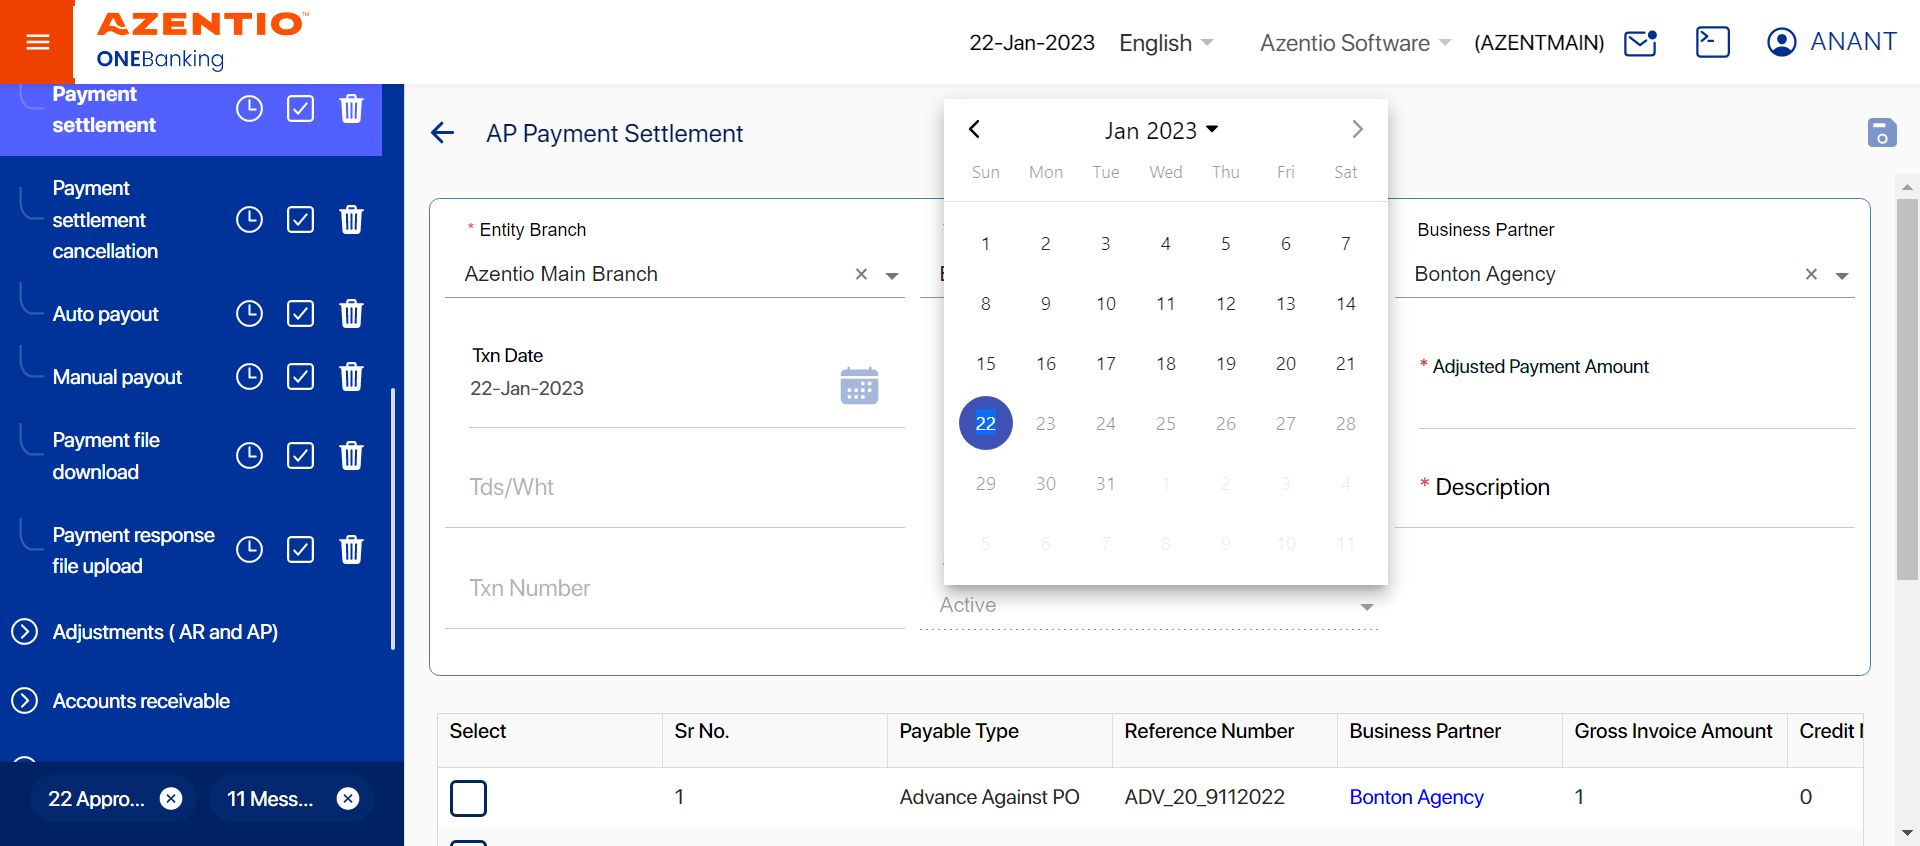 AZENTIO™
ONEBanking
22-Jan-2023
English
Azentio Software
(AZENTMAIN)
ANANT
Payment
settlement
Payment
settlement
cancellation
Auto payout
Manual payout
Payment file
download
Payment response
file upload
Adjustments ( AR and AP)
Accounts receivable
22 Appro...
11 Mess...
AP Payment Settlement
* Entity Branch
Azentio Main Branch
Txn Date
22-Jan-2023
Tds/Wht
Txn Number
Jan 2023
Sun Mon Tue Wed Thu Fri Sat
1 2 3 4 5 6 7
8 9 10 11 12 13 14
15 16 17 18 19 20 21
22 23 24 25 26 27 28
29 30 31 1 2 3 4
5 6 7 8 9 10 11
Active
Business Partner
Bonton Agency
* Adjusted Payment Amount
* Description
Select Sr No. Payable Type Reference Number Business Partner Gross Invoice Amount Credit
1 Advance Against PO ADV_20_9112022 Bonton Agency 1 0